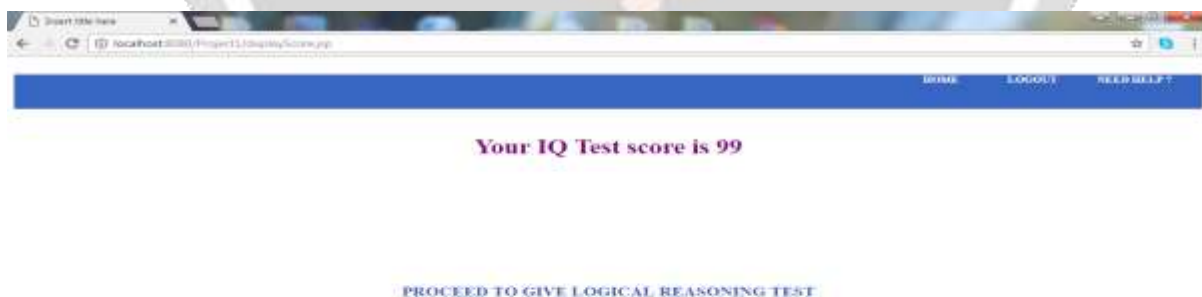 Insert title here
localhost:8080/Project1/displayScore.jsp
HOME LOGOUT NEED HELP ?
Your IQ Test score is 99
PROCEED TO GIVE LOGICAL REASONING TEST